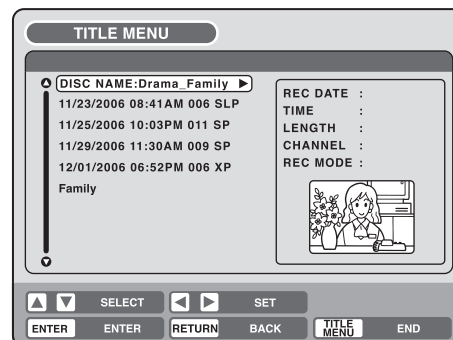 TITLE MENU
DISC NAME:Drama_Family
11/23/2006 08:41AM 006 SLP
11/25/2006 10:03PM 011 SP
11/29/2006 11:30AM 009 SP
12/01/2006 06:52PM 006 XP
Family
REC DATE :
TIME :
LENGTH :
CHANNEL :
REC MODE :
SELECT SET
ENTER ENTER RETURN BACK TITLE MENU END